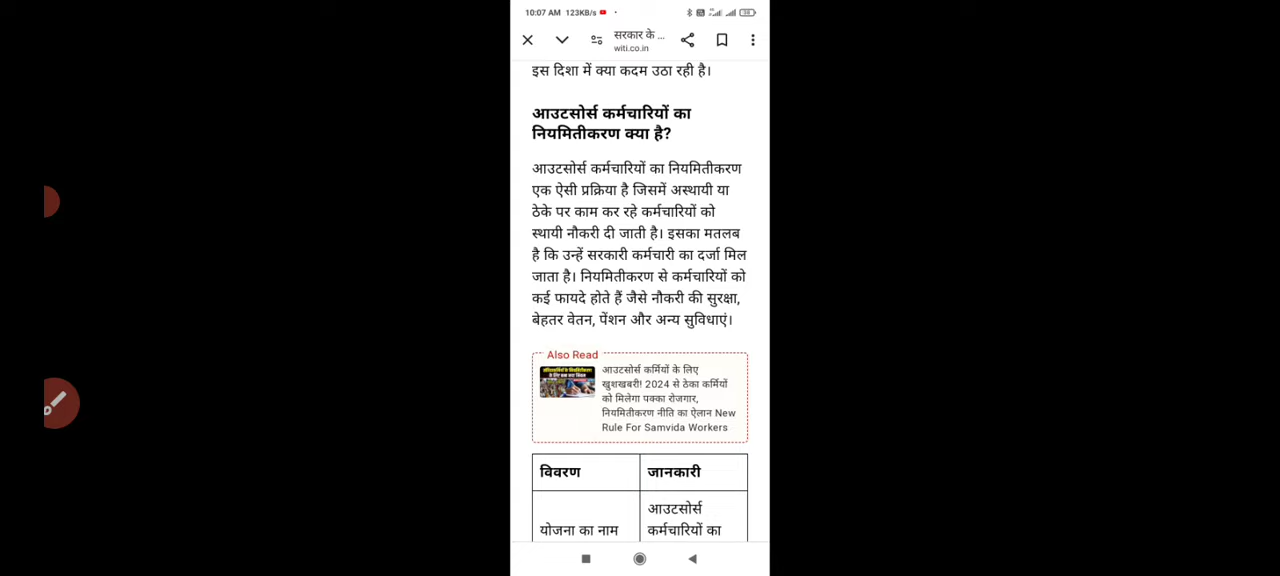 10:07 AM 123KB/s
38
सरकार के ...
witi.co.in
इस दिशा में क्या कदम उठा रही है।
आउटसोर्स कर्मचारियों का
नियमितीकरण क्या है?
आउटसोर्स कर्मचारियों का नियमितीकरण
एक ऐसी प्रक्रिया है जिसमें अस्थायी या
ठेके पर काम कर रहे कर्मचारियों को
स्थायी नौकरी दी जाती है। इसका मतलब
है कि उन्हें सरकारी कर्मचारी का दर्जा मिल
जाता है। नियमितीकरण से कर्मचारियों को
कई फायदे होते हैं जैसे नौकरी की सुरक्षा,
बेहतर वेतन, पेंशन और अन्य सुविधाएं।
Also Read
आउटसोर्स कर्मियों के लिए
खुशखबरी! 2024 से ठेका कर्मियों
को मिलेगा पक्का रोजगार,
नियमितीकरण नीति का ऐलान New
Rule For Samvida Workers
विवरण
जानकारी
योजना का नाम
आउटसोर्स
कर्मचारियों का